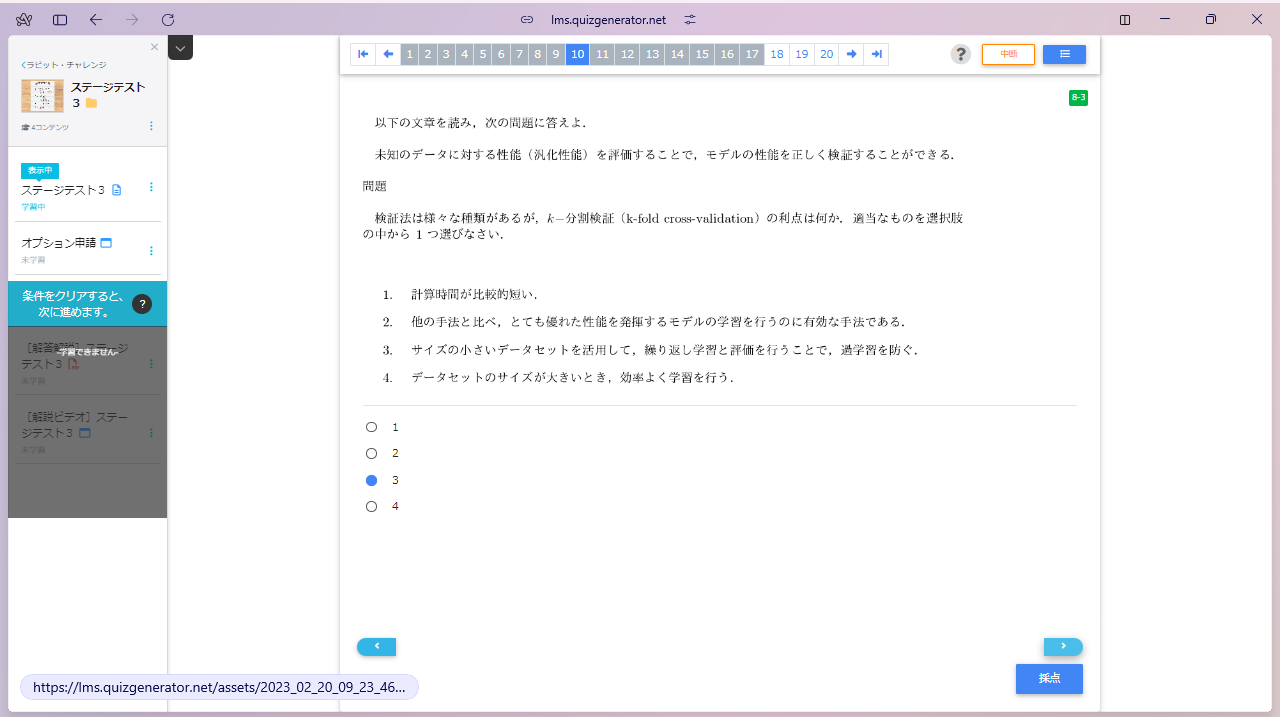 lms.quizgenerator.net
くラビット・チャレンジ
ステージテスト
3
4コンテンツ
表示中
ステージテスト3
学習中
オプション申請
未学習
条件をクリアすると、
次に進めます。
?
［解答解説］ステージ
テスト3
学習できません
未学習
［解説ビデオ］ステー
ジテスト3
未学習
1 2 3 4 5 6 7 8 9 10 11 12 13 14 15 16 17 18 19 20
?
中断
8-3
以下の文章を読み，次の問題に答えよ．
未知のデータに対する性能（汎化性能）を評価することで，モデルの性能を正しく検証することができる．
問題
検証法は様々な種類があるが，k−分割検証（k-fold cross-validation）の利点は何か．適当なものを選択肢
の中から 1 つ選びなさい．
1. 計算時間が比較的短い．
2. 他の手法と比べ，とても優れた性能を発揮するモデルの学習を行うのに有効な手法である．
3. サイズの小さいデータセットを活用して，繰り返し学習と評価を行うことで，過学習を防ぐ．
4. データセットのサイズが大きいとき，効率よく学習を行う．
1
2
3
4
採点
https://lms.quizgenerator.net/assets/2023_02_20_09_23_46...